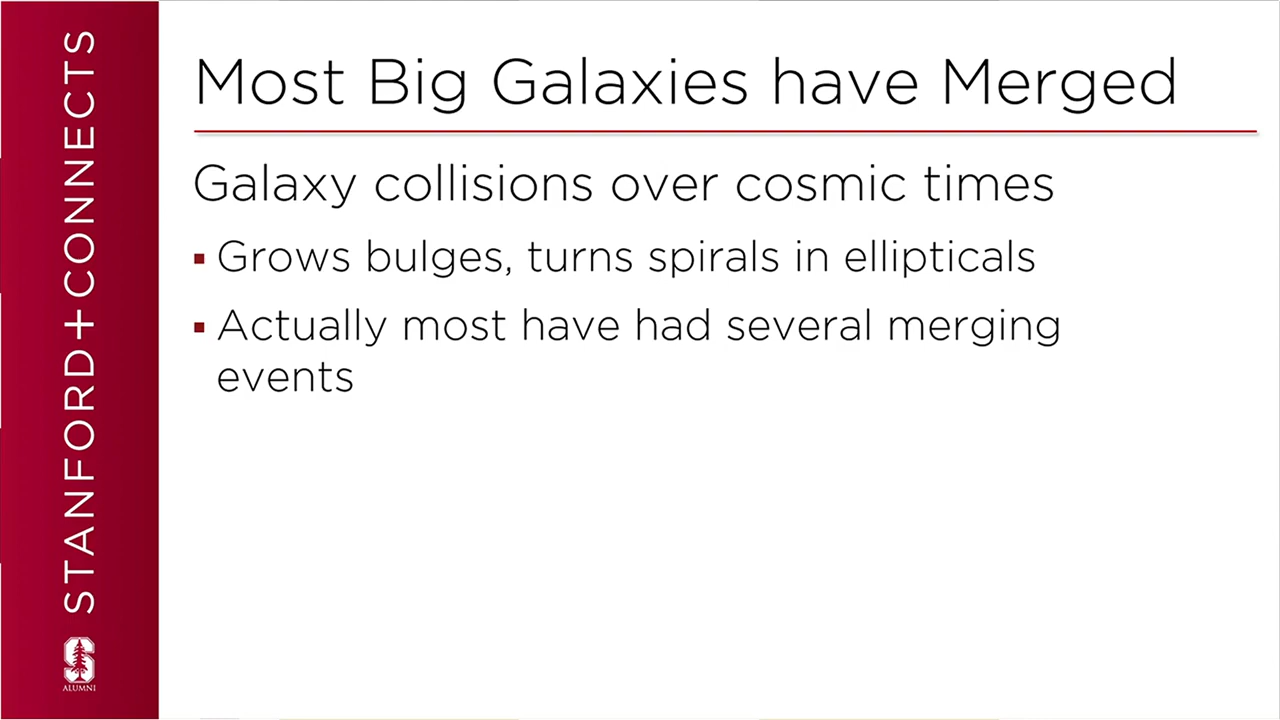 STANFORD+CONNECTS
S
ALUMNI
Most Big Galaxies have Merged
Galaxy collisions over cosmic times
▪ Grows bulges, turns spirals in ellipticals
▪ Actually most have had several merging
events